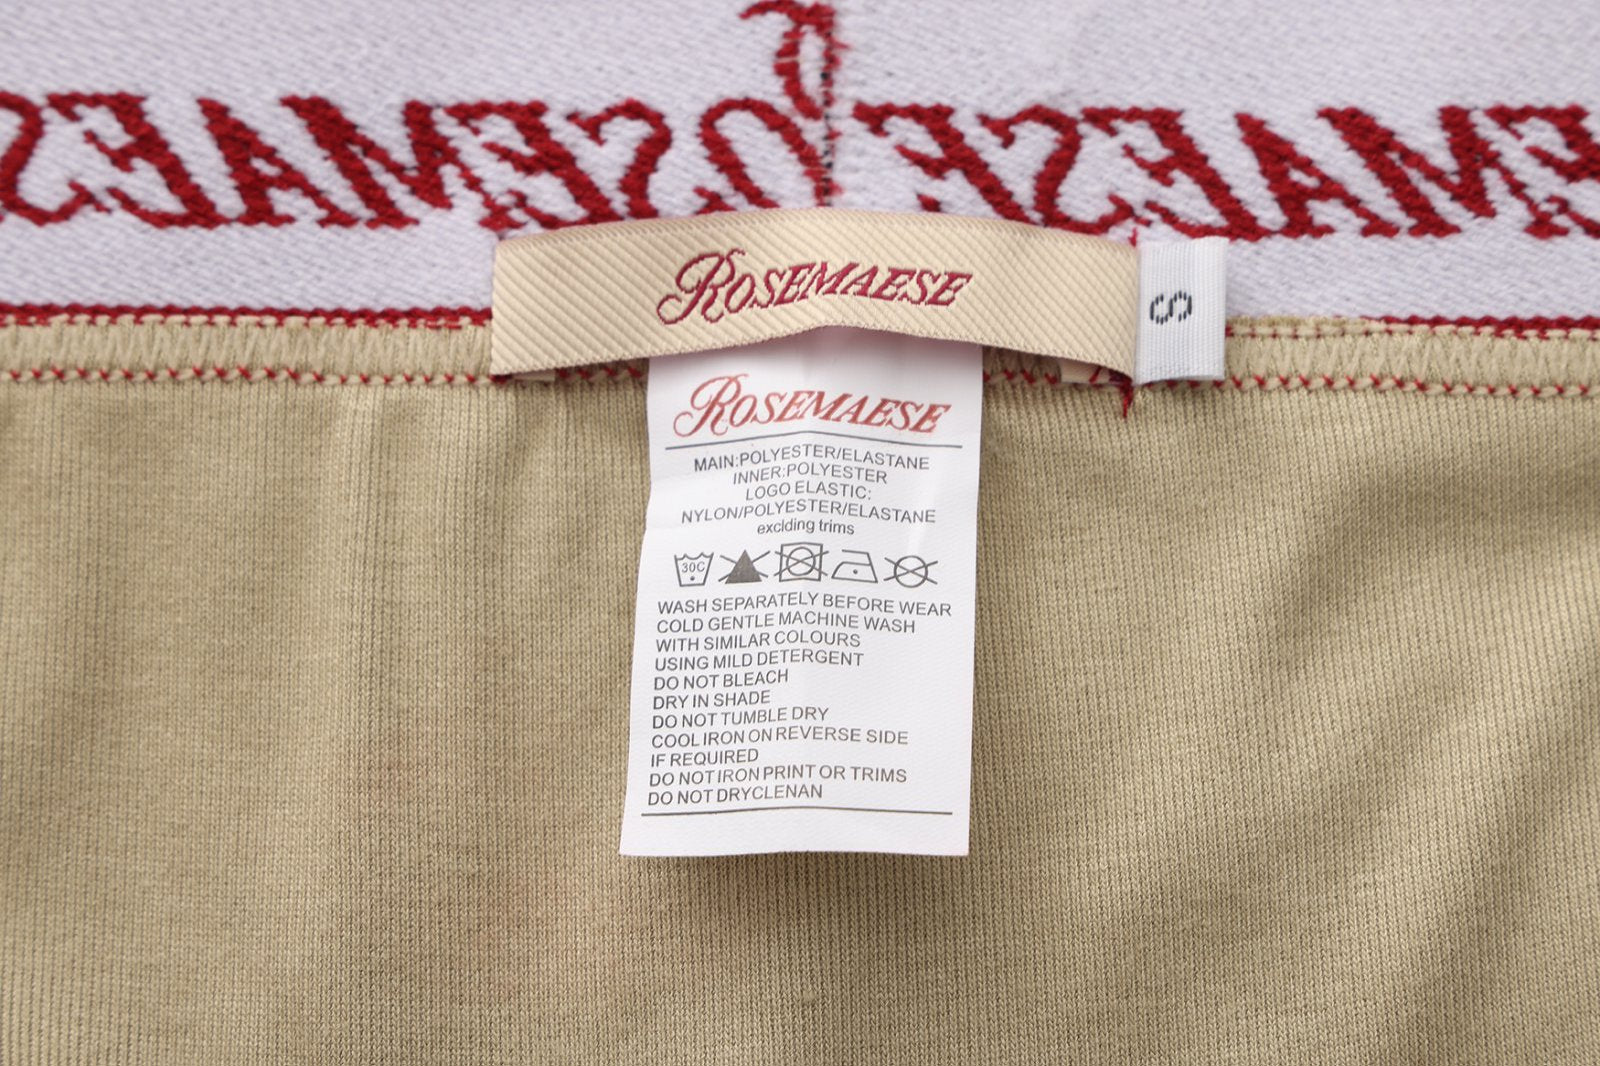 ROSEMAESE
S
ROSEMAESE
MAIN:POLYESTER/ELASTANE
INNER:POLYESTER
LOGO ELASTIC:
NYLON/POLYESTER/ELASTANE
exclding trims
30C
WASH SEPARATELY BEFORE WEAR
COLD GENTLE MACHINE WASH
WITH SIMILAR COLOURS
USING MILD DETERGENT
DO NOT BLEACH
DRY IN SHADE
DO NOT TUMBLE DRY
COOL IRON ON REVERSE SIDE
IF REQUIRED
DO NOT IRON PRINT OR TRIMS
DO NOT DRYCLENAN